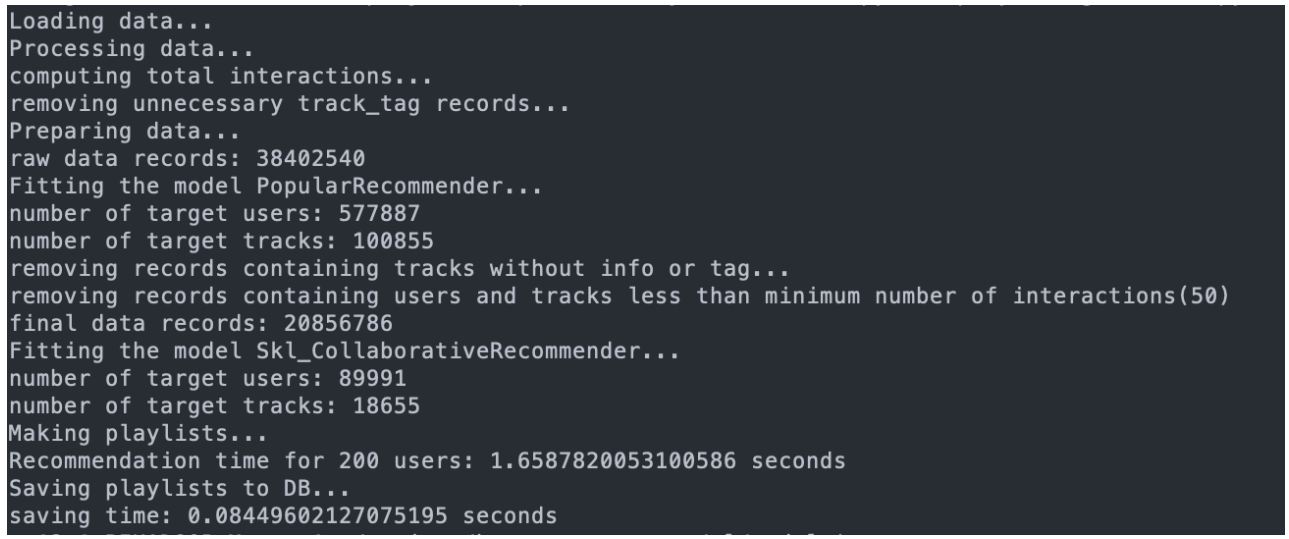 Loading data...
Processing data...
computing total interactions...
removing unnecessary track_tag records...
Preparing data...
raw data records: 38402540
Fitting the model PopularRecommender...
number of target users: 577887
number of target tracks: 100855
removing records containing tracks without info or tag...
removing records containing users and tracks less than minimum number of interactions(50)
final data records: 20856786
Fitting the model Skl_CollaborativeRecommender...
number of target users: 89991
number of target tracks: 18655
Making playlists...
Recommendation time for 200 users: 1.6587820053100586 seconds
Saving playlists to DB...
saving time: 0.08449602127075195 seconds